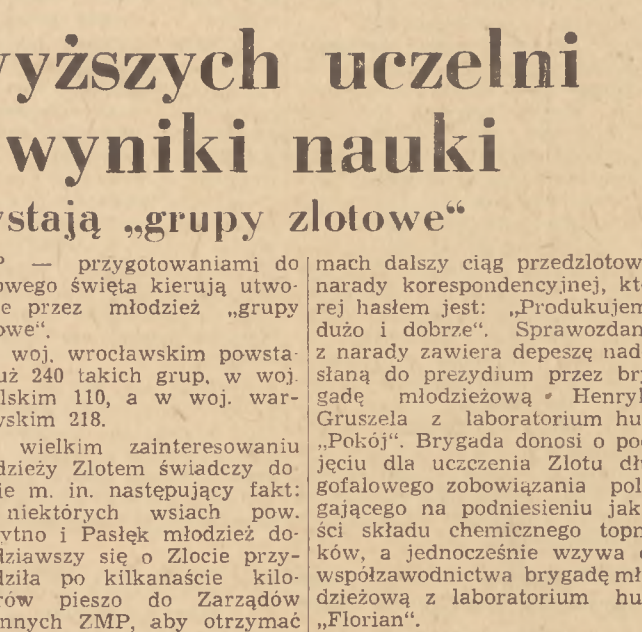 yższych uczelni
wyniki nauki
stają „grupy zlotowe“
P — przygotowaniami do
owego święta kierują utwo-
e przez młodzież „grupy
owe“.
woj. wrocławskim powsta-
uż 240 takich grup, w woj.
lskim 110, a w woj. war-
wskim 218.
wielkim zainteresowaniu
dzieży Zlotem świadczy do
ie m. in. następujący fakt:
niektórych wsiach pow.
ytno i Pasłęk młodzież do-
dziawszy się o Zlocie przy-
dziła po kilkanaście kilo-
rów pieszo do Zarządów
nnych ZMP, aby otrzymać
mach dalszy ciąg przedzlotow
narady korespondencyjnej, któ
rej hasłem jest: „Produkujem
dużo i dobrze“. Sprawozdan
z narady zawiera depeszę nad
słaną do prezydium przez bry
gadę młodzieżową Henryk
Gruszela z laboratorium hu
„Pokój“. Brygada donosi o pod
jęciu dla uczczenia Zlotu dłu
gofalowego zobowiązania pol
gającego na podniesieniu jak
ści składu chemicznego topn
ków, a jednocześnie wzywa d
współzawodnictwa brygadę mł
dzieżową z laboratorium hu
„Florian“.